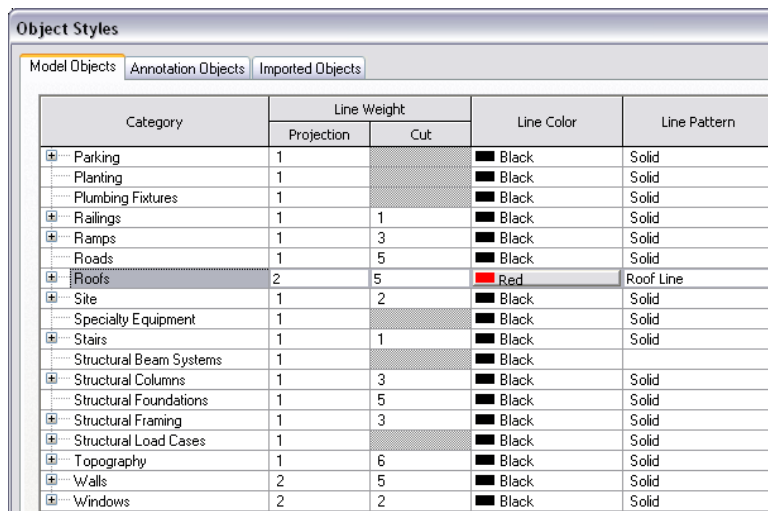 Object Styles
Model Objects Annotation Objects Imported Objects
Category Line Weight Line Color Line Pattern
Projection Cut
Parking 1 Black Solid
Planting 1 Black Solid
Plumbing Fixtures 1 Black Solid
Railings 1 1 Black Solid
Ramps 1 3 Black Solid
Roads 1 5 Black Solid
Roofs 2 5 Red Roof Line
Site 1 2 Black Solid
Specialty Equipment 1 Black Solid
Stairs 1 1 Black Solid
Structural Beam Systems 1 Black
Structural Columns 1 3 Black Solid
Structural Foundations 1 5 Black Solid
Structural Framing 1 3 Black Solid
Structural Load Cases 1 Black Solid
Topography 1 6 Black Solid
Walls 2 5 Black Solid
Windows 2 2 Black Solid